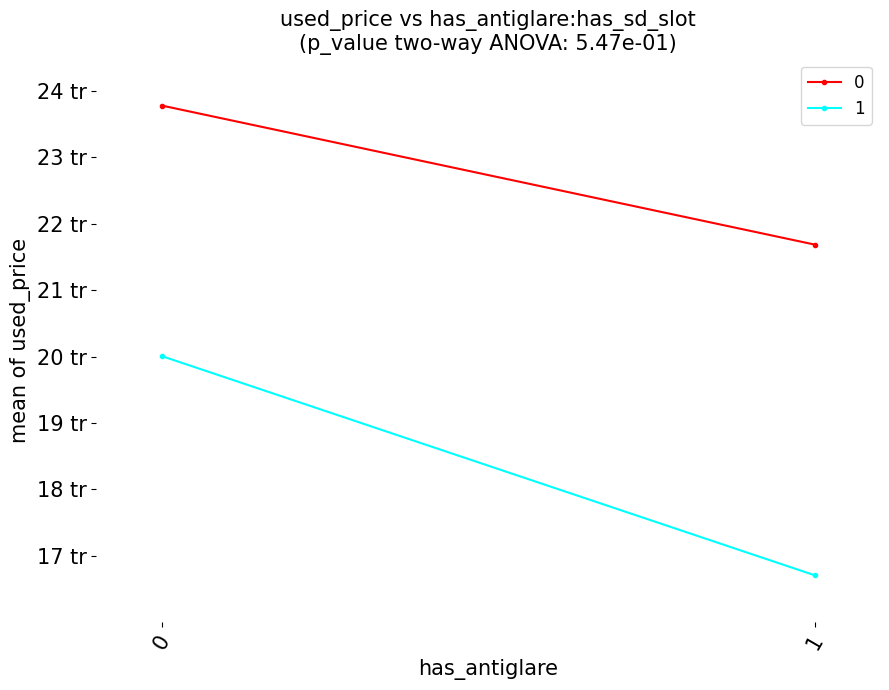 used_price vs has_antiglare:has_sd_slot
(p_value two-way ANOVA: 5.47e-01)
0
1
mean of used_price
24 tr
23 tr
22 tr
21 tr
20 tr
19 tr
18 tr
17 tr
0
1
has_antiglare